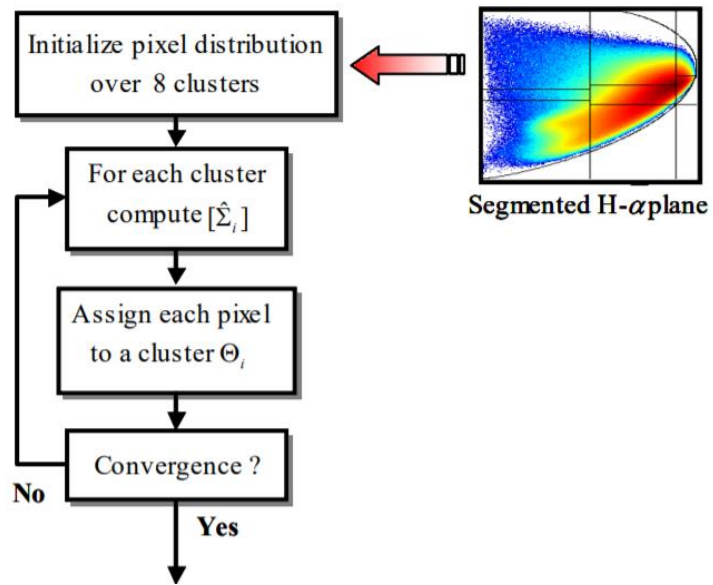 Initialize pixel distribution
over 8 clusters
Segmented H-α plane
For each cluster
compute [Σ̂ᵢ]
Assign each pixel
to a cluster Θᵢ
Convergence ?
No
Yes